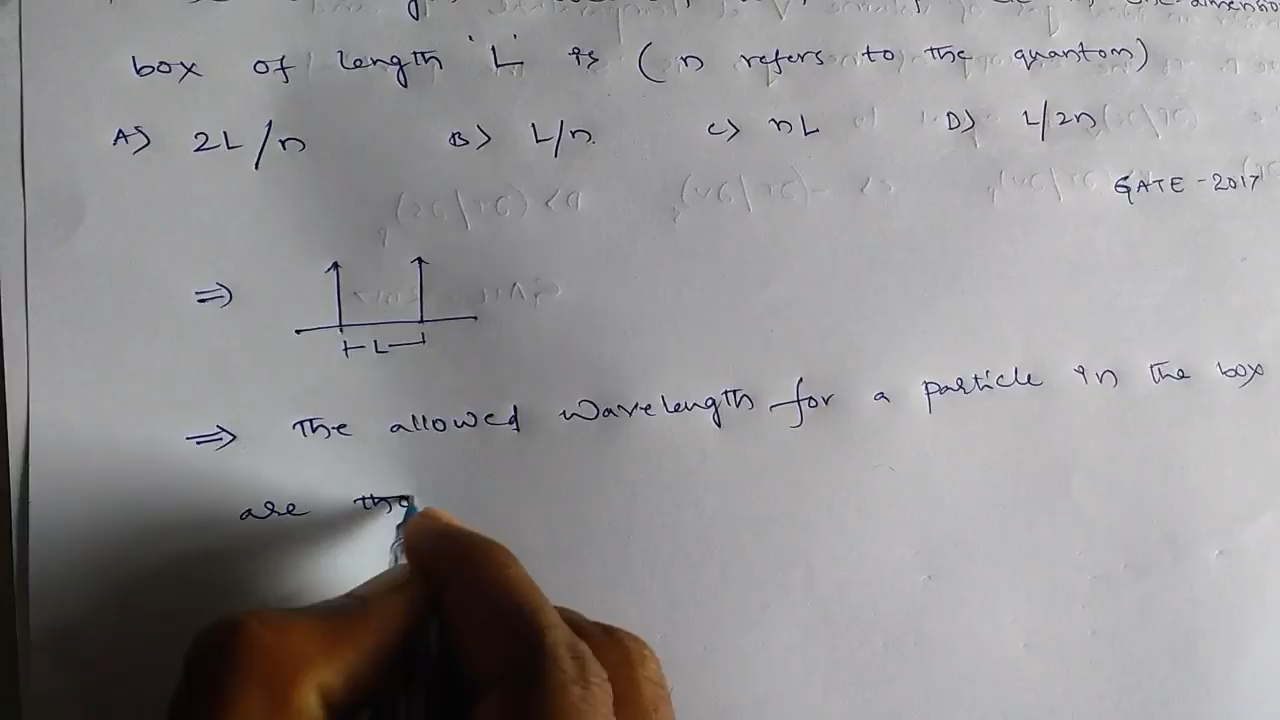 box of length 'L' is (n refers to the quantom)
A) 2L/n B) L/n. C) nL D) L/2n
GATE - 2017
⇒
L
⇒ The allowed wavelength for a particle in the box
are the